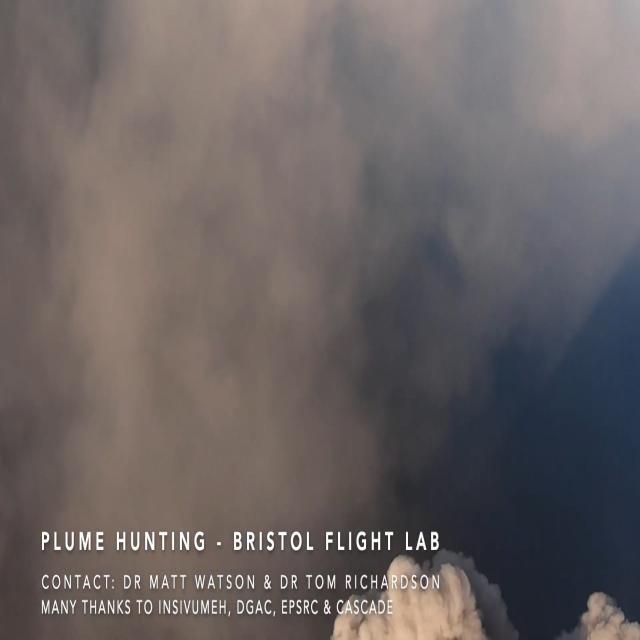 PLUME HUNTING - BRISTOL FLIGHT LAB
CONTACT: DR MATT WATSON & DR TOM RICHARDSON
MANY THANKS TO INSIVUMEH, DGAC, EPSRC & CASCADE